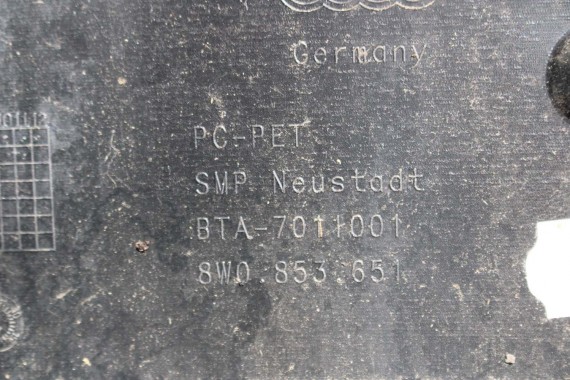 Germany
PC-PET
SMP Neustadt
BTA-7011001
8W0.853.651